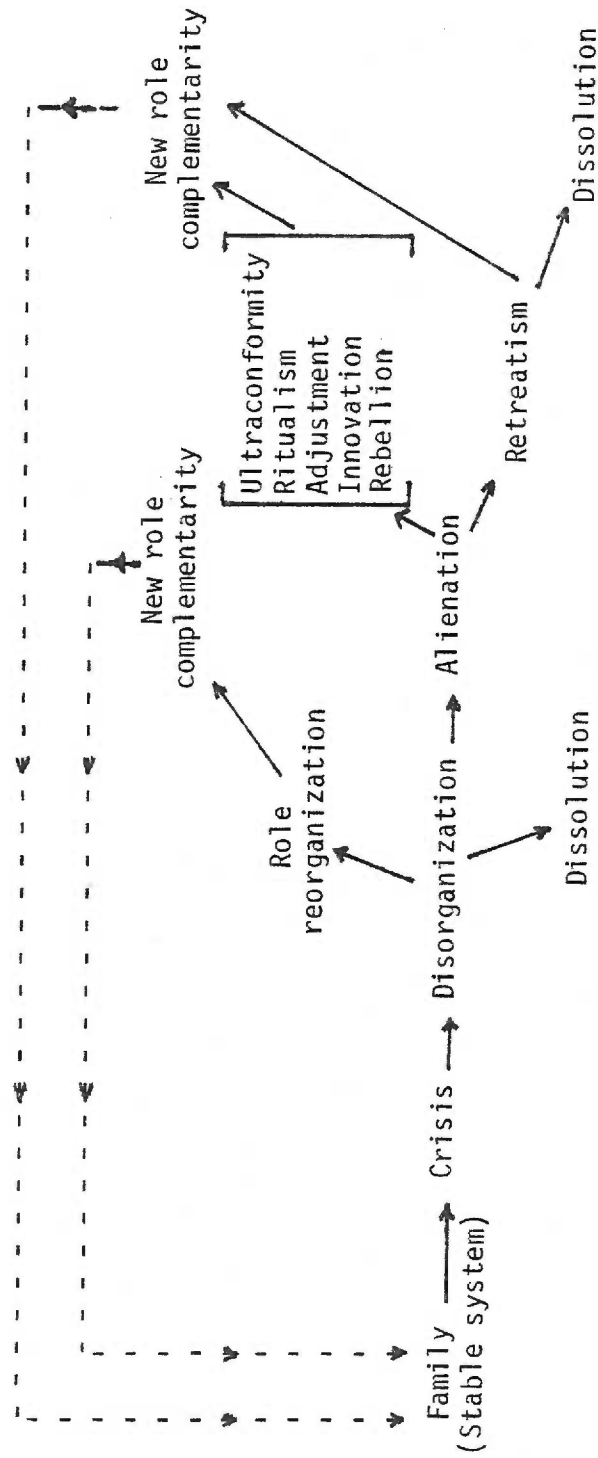 Family
(Stable system)
Crisis
Disorganization
Role
reorganization
Dissolution
New role
complementarity
Alienation
Ultraconformity
Ritualism
Adjustment
Innovation
Rebellion
Retreatism
New role
complementarity
Dissolution